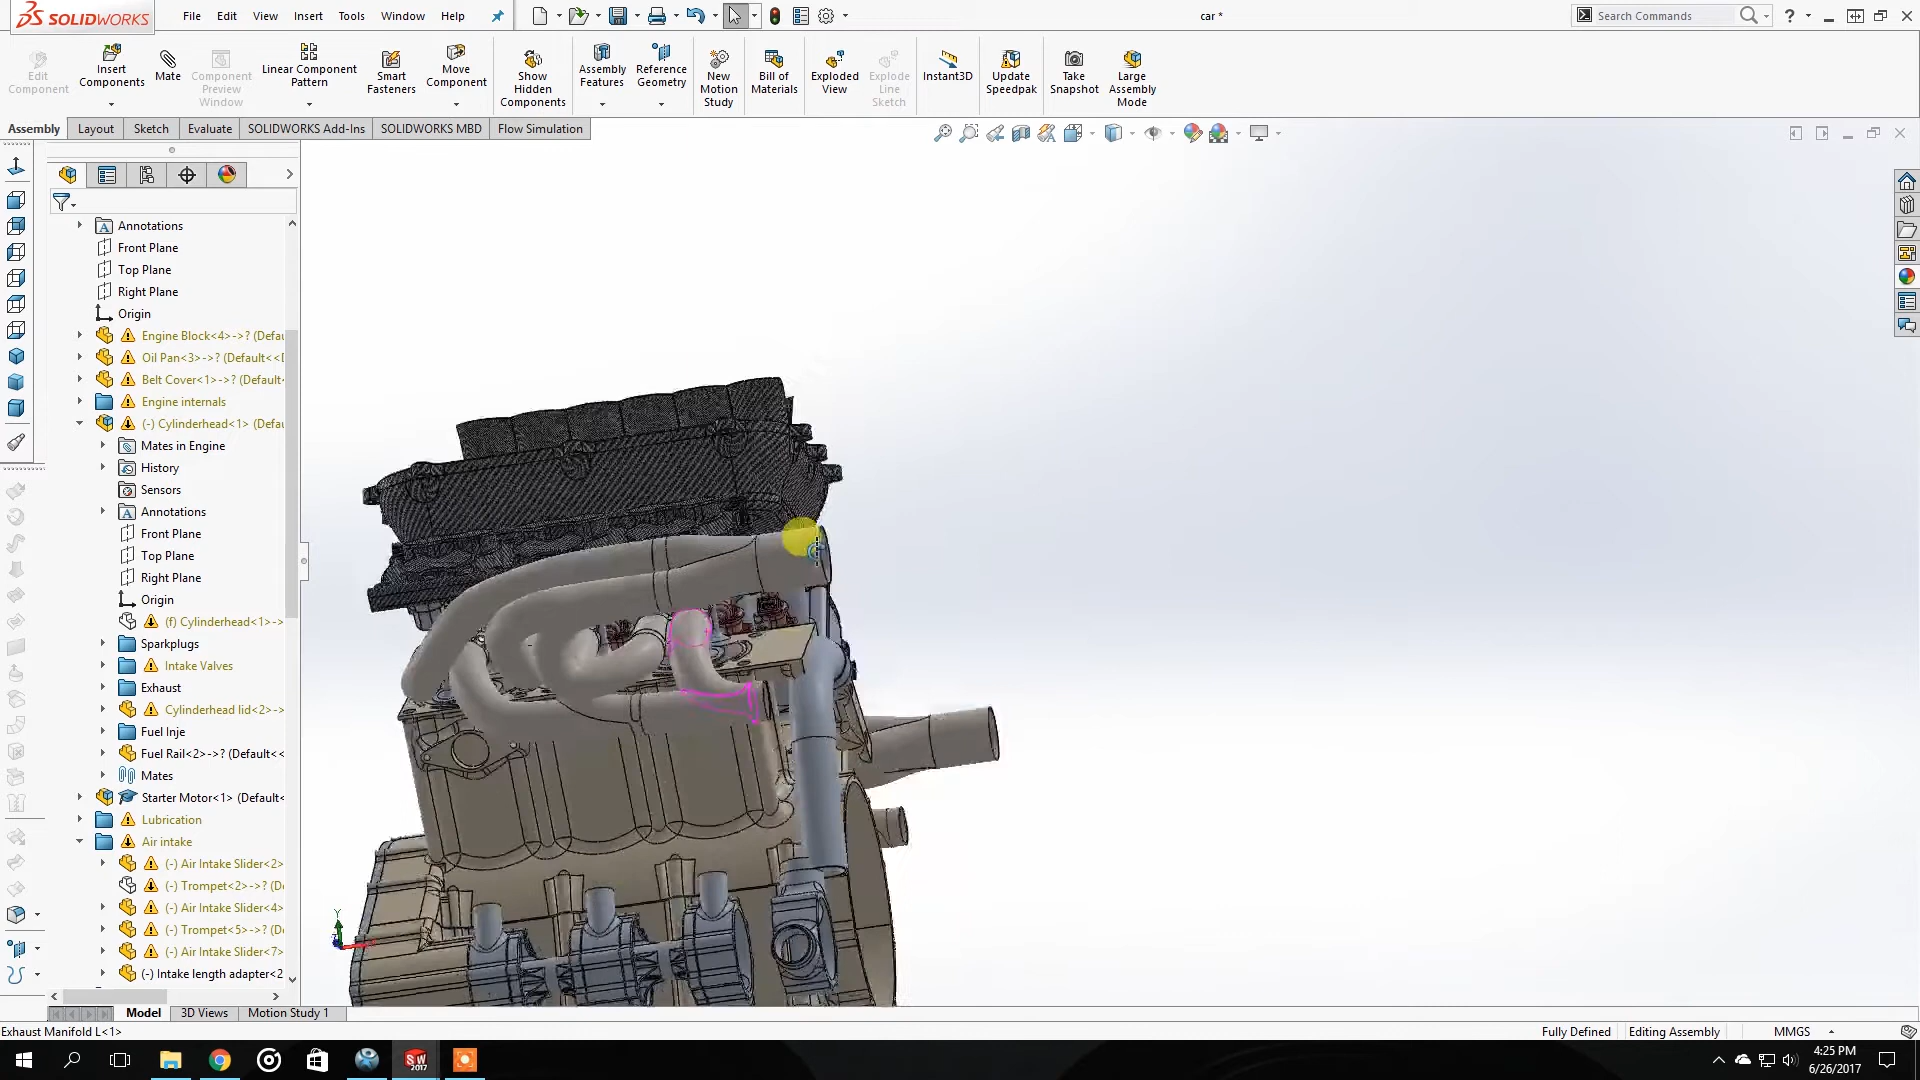 SOLIDWORKS
File Edit View Insert Tools Window Help
car *
Search Commands
Edit Component
Insert Components
Mate
Component Preview Window
Linear Component Pattern
Smart Fasteners
Move Component
Show Hidden Components
Assembly Features
Reference Geometry
New Motion Study
Bill of Materials
Exploded View
Explode Line Sketch
Instant3D
Update Speedpak
Take Snapshot
Large Assembly Mode
Assembly Layout Sketch Evaluate SOLIDWORKS Add-Ins SOLIDWORKS MBD Flow Simulation
Annotations
Front Plane
Top Plane
Right Plane
Origin
Engine Block<4>->? (Defau
Oil Pan<3>->? (Default<<D
Belt Cover<1>->? (Default<
Engine internals
(-) Cylinderhead<1> (Defau
Mates in Engine
History
Sensors
Annotations
Front Plane
Top Plane
Right Plane
Origin
(f) Cylinderhead<1>->
Sparkplugs
Intake Valves
Exhaust
Cylinderhead lid<2>->
Fuel Inje
Fuel Rail<2>->? (Default<<
Mates
Starter Motor<1> (Default<
Lubrication
Air intake
(-) Air Intake Slider<2>
(-) Trompet<2>->? (De
(-) Air Intake Slider<4>
(-) Trompet<5>->? (De
(-) Air Intake Slider<7>
(-) Intake length adapter<2
Y
Model 3D Views Motion Study 1
Exhaust Manifold L<1>
Fully Defined Editing Assembly MMGS
SW 2017
4:25 PM
6/26/2017